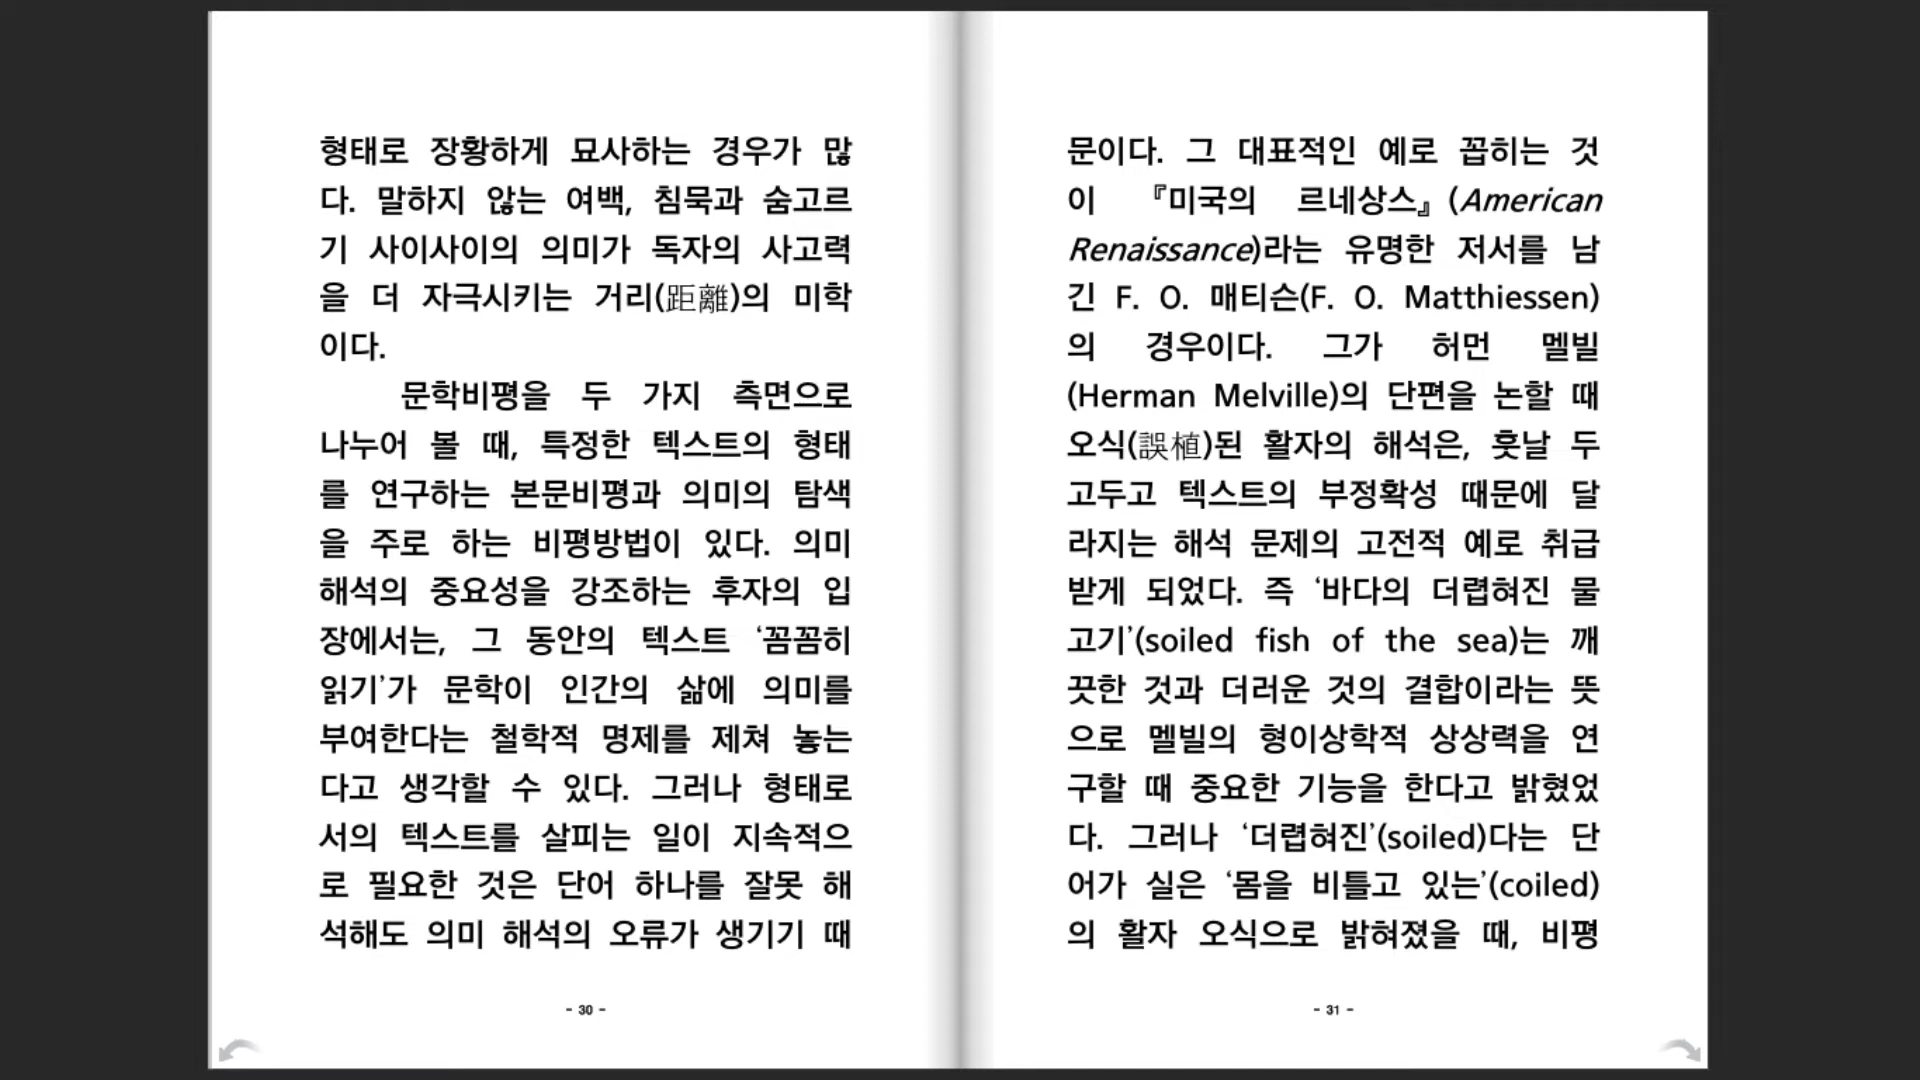 형태로 장황하게 묘사하는 경우가 많
다. 말하지 않는 여백, 침묵과 숨고르
기 사이사이의 의미가 독자의 사고력
을 더 자극시키는 거리(距離)의 미학
이다.
문학비평을 두 가지 측면으로
나누어 볼 때, 특정한 텍스트의 형태
를 연구하는 본문비평과 의미의 탐색
을 주로 하는 비평방법이 있다. 의미
해석의 중요성을 강조하는 후자의 입
장에서는, 그 동안의 텍스트 ‘꼼꼼히
읽기’가 문학이 인간의 삶에 의미를
부여한다는 철학적 명제를 제쳐 놓는
다고 생각할 수 있다. 그러나 형태로
서의 텍스트를 살피는 일이 지속적으
로 필요한 것은 단어 하나를 잘못 해
석해도 의미 해석의 오류가 생기기 때
- 30 -
문이다. 그 대표적인 예로 꼽히는 것
이 『미국의 르네상스』(American
Renaissance)라는 유명한 저서를 남
긴 F. O. 매티슨(F. O. Matthiessen)
의 경우이다. 그가 허먼 멜빌
(Herman Melville)의 단편을 논할 때
오식(誤植)된 활자의 해석은, 훗날 두
고두고 텍스트의 부정확성 때문에 달
라지는 해석 문제의 고전적 예로 취급
받게 되었다. 즉 ‘바다의 더렵혀진 물
고기’(soiled fish of the sea)는 깨
끗한 것과 더러운 것의 결합이라는 뜻
으로 멜빌의 형이상학적 상상력을 연
구할 때 중요한 기능을 한다고 밝혔었
다. 그러나 ‘더렵혀진’(soiled)다는 단
어가 실은 ‘몸을 비틀고 있는’(coiled)
의 활자 오식으로 밝혀졌을 때, 비평
- 31 -